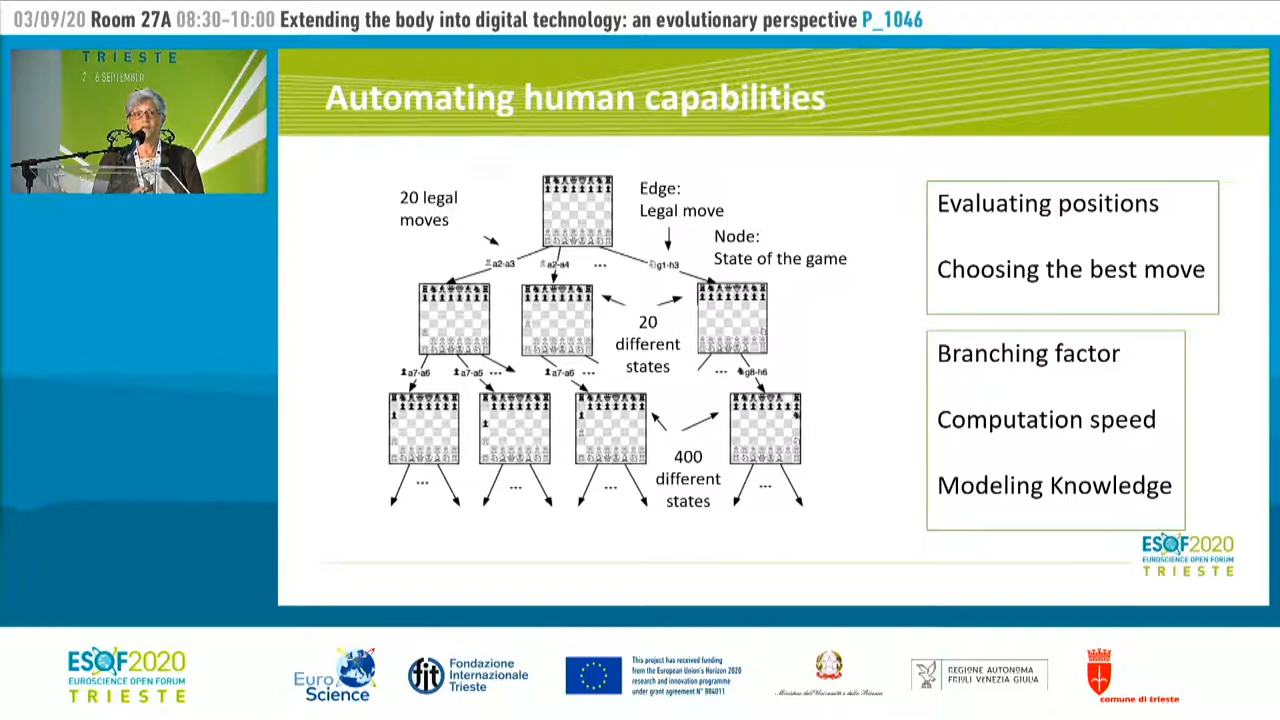 03/09/20 Room 27A 08:30-10:00 Extending the body into digital technology: an evolutionary perspective P_1046
TRIESTE
2 - 6 SEPTEMBER
Automating human capabilities
20 legal
moves
Edge:
Legal move
Node:
State of the game
a2-a3
a2-a4
...
g1-h3
20
different
states
a7-a6
a7-a5
...
a7-a6
...
...
g8-h6
400
different
states
...
...
...
...
Evaluating positions
Choosing the best move
Branching factor
Computation speed
Modeling Knowledge
ESOF2020
EUROSCIENCE OPEN FORUM
TRIESTE
ESOF2020
EUROSCIENCE OPEN FORUM
TRIESTE
Euro
Science
fit
Fondazione
Internazionale
Trieste
This project has received funding
from the European Union's Horizon 2020
research and innovation programme
under grant agreement N° 884011
Ministero dell'Università e della Ricerca
REGIONE AUTONOMA
FRIULI VENEZIA GIULIA
comune di trieste